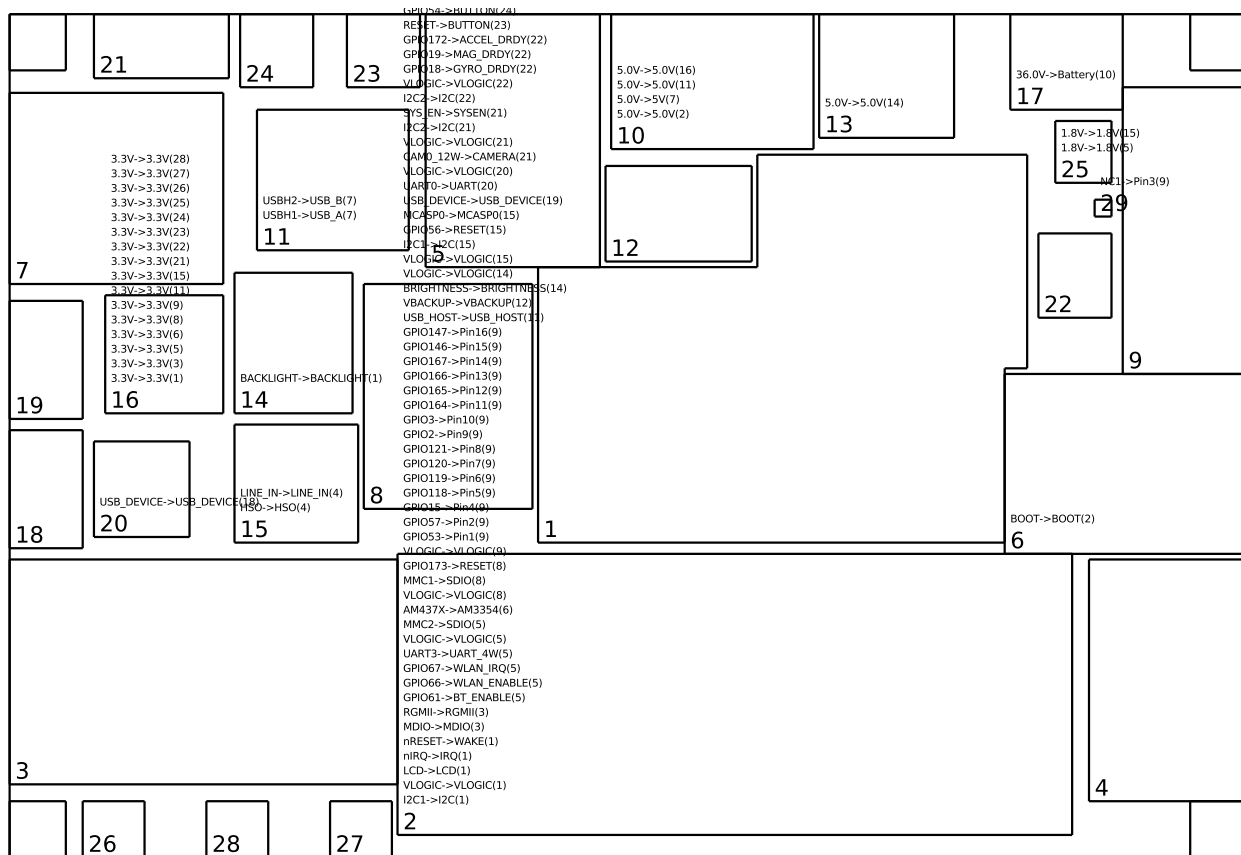 GPIO54->BUTTON(24)
RESET->BUTTON(23)
GPIO172->ACCEL_DRDY(22)
GPIO19->MAG_DRDY(22)
GPIO18->GYRO_DRDY(22)
VLOGIC->VLOGIC(22)
I2C2->I2C(22)
SYS_EN->SYSEN(21)
I2C2->I2C(21)
VLOGIC->VLOGIC(21)
CAM0_12W->CAMERA(21)
VLOGIC->VLOGIC(20)
UART0->UART(20)
USB_DEVICE->USB_DEVICE(19)
MCASP0->MCASP0(15)
GPIO56->RESET(15)
I2C1->I2C(15)
VLOGIC->VLOGIC(15)
VLOGIC->VLOGIC(14)
BRIGHTNESS->BRIGHTNESS(14)
VBACKUP->VBACKUP(12)
USB_HOST->USB_HOST(11)
GPIO147->Pin16(9)
GPIO146->Pin15(9)
GPIO167->Pin14(9)
GPIO166->Pin13(9)
GPIO165->Pin12(9)
GPIO164->Pin11(9)
GPIO3->Pin10(9)
GPIO2->Pin9(9)
GPIO121->Pin8(9)
GPIO120->Pin7(9)
GPIO119->Pin6(9)
GPIO118->Pin5(9)
GPIO15->Pin4(9)
GPIO57->Pin2(9)
GPIO53->Pin1(9)
VLOGIC->VLOGIC(9)
GPIO173->RESET(8)
MMC1->SDIO(8)
VLOGIC->VLOGIC(8)
AM437X->AM3354(6)
MMC2->SDIO(5)
VLOGIC->VLOGIC(5)
UART3->UART_4W(5)
GPIO67->WLAN_IRQ(5)
GPIO66->WLAN_ENABLE(5)
GPIO61->BT_ENABLE(5)
RGMII->RGMII(3)
MDIO->MDIO(3)
nRESET->WAKE(1)
nIRQ->IRQ(1)
LCD->LCD(1)
VLOGIC->VLOGIC(1)
I2C1->I2C(1)
2
21
24
23
5
5.0V->5.0V(16)
5.0V->5.0V(11)
5.0V->5V(7)
5.0V->5.0V(2)
10
5.0V->5.0V(14)
13
36.0V->Battery(10)
17
1.8V->1.8V(15)
1.8V->1.8V(5)
25
NC1->Pin3(9)
29
7
3.3V->3.3V(28)
3.3V->3.3V(27)
3.3V->3.3V(26)
3.3V->3.3V(25)
3.3V->3.3V(24)
3.3V->3.3V(23)
3.3V->3.3V(22)
3.3V->3.3V(21)
3.3V->3.3V(15)
3.3V->3.3V(11)
3.3V->3.3V(9)
3.3V->3.3V(8)
3.3V->3.3V(6)
3.3V->3.3V(5)
3.3V->3.3V(3)
3.3V->3.3V(1)
16
USBH2->USB_B(7)
USBH1->USB_A(7)
11
12
22
9
19
BACKLIGHT->BACKLIGHT(1)
14
18
USB_DEVICE->USB_DEVICE(18)
20
LINE_IN->LINE_IN(4)
HSO->HSO(4)
15
8
1
BOOT->BOOT(2)
6
3
4
26
28
27